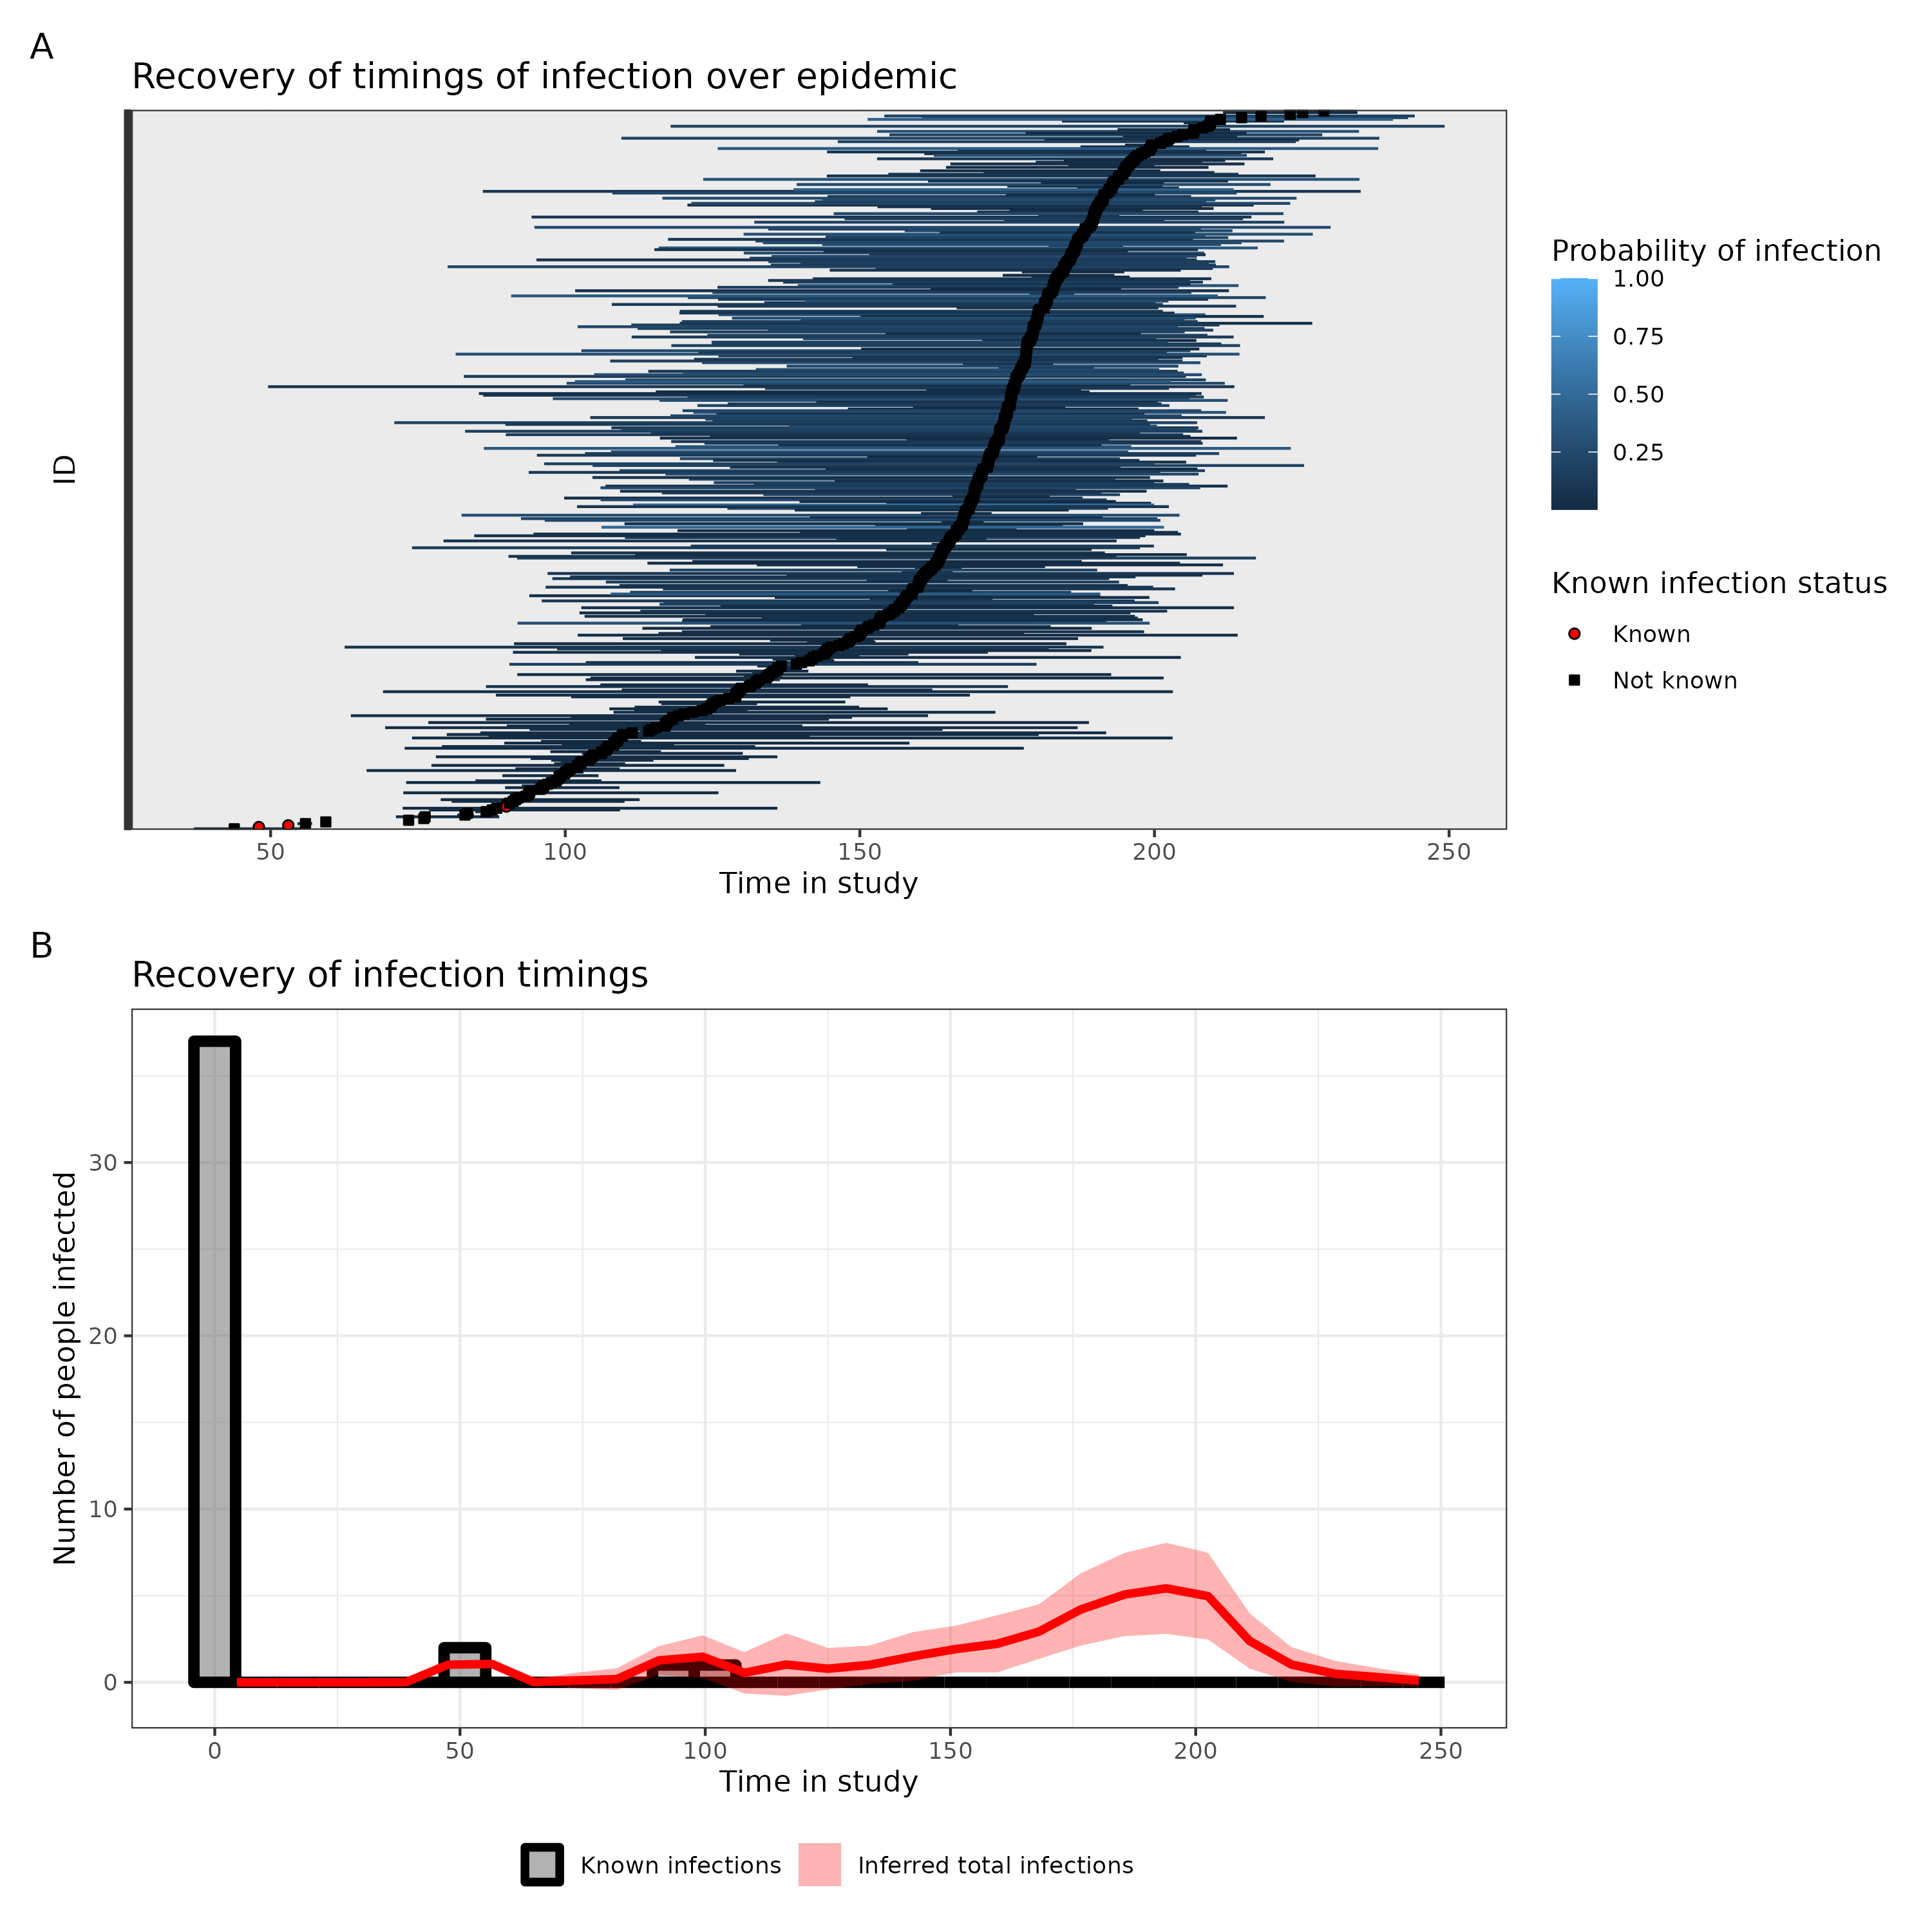 A
Recovery of timings of infection over epidemic
ID
50 100 150 200 250
Time in study
Probability of infection
1.00
0.75
0.50
0.25
Known infection status
Known
Not known
B
Recovery of infection timings
Number of people infected
30
20
10
0
0 50 100 150 200 250
Time in study
Known infections Inferred total infections